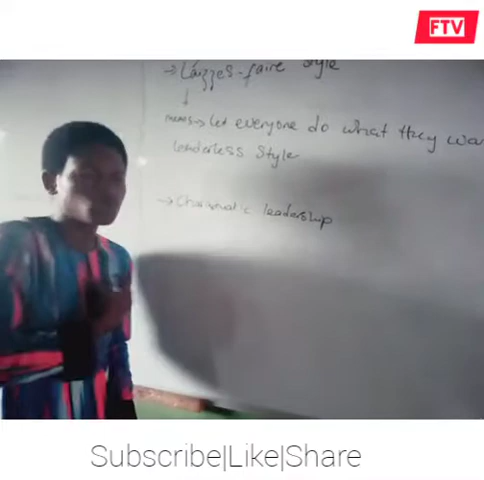 FTV
→ Laizzes-faire style
↓
means→ let everyone do what they wa
leaderless style
→ Charismatic leadership
Subscribe|Like|Share